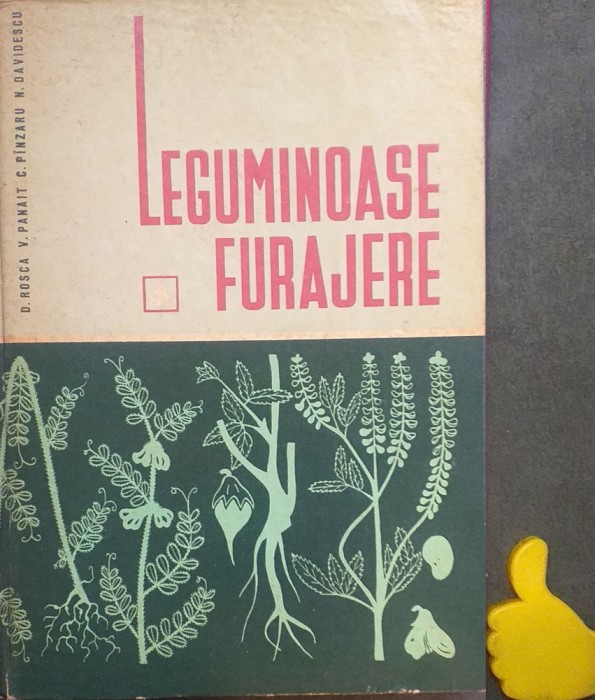 D. ROSCA V. PANAIT C. PÎNZARU N. DAVIDESCU
LEGUMINOASE
FURAJERE